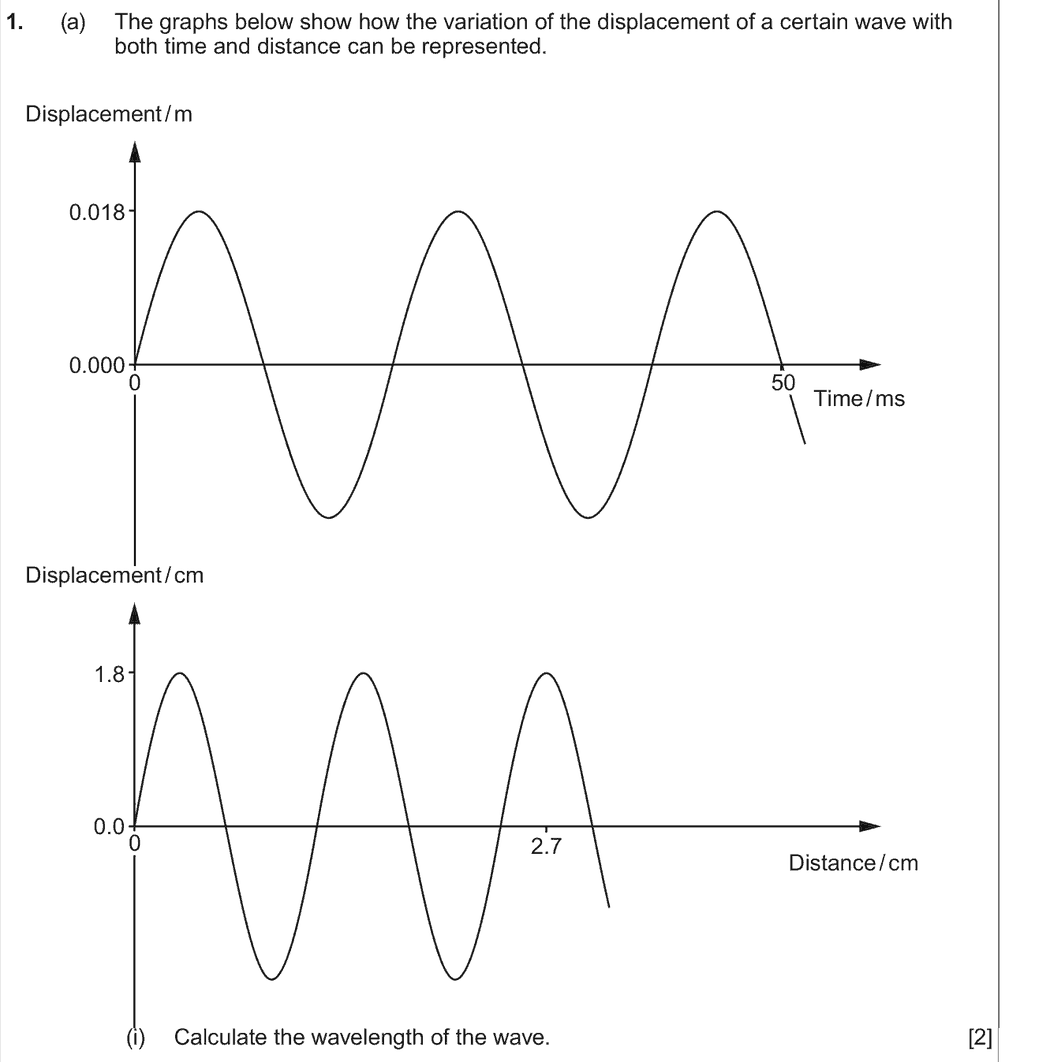 1. (a) The graphs below show how the variation of the displacement of a certain wave with
both time and distance can be represented.
Displacement/m
0.018
0.000
0
50
Time/ms
Displacement/cm
1.8
0.0
0
2.7
Distance/cm
(i) Calculate the wavelength of the wave. [2]